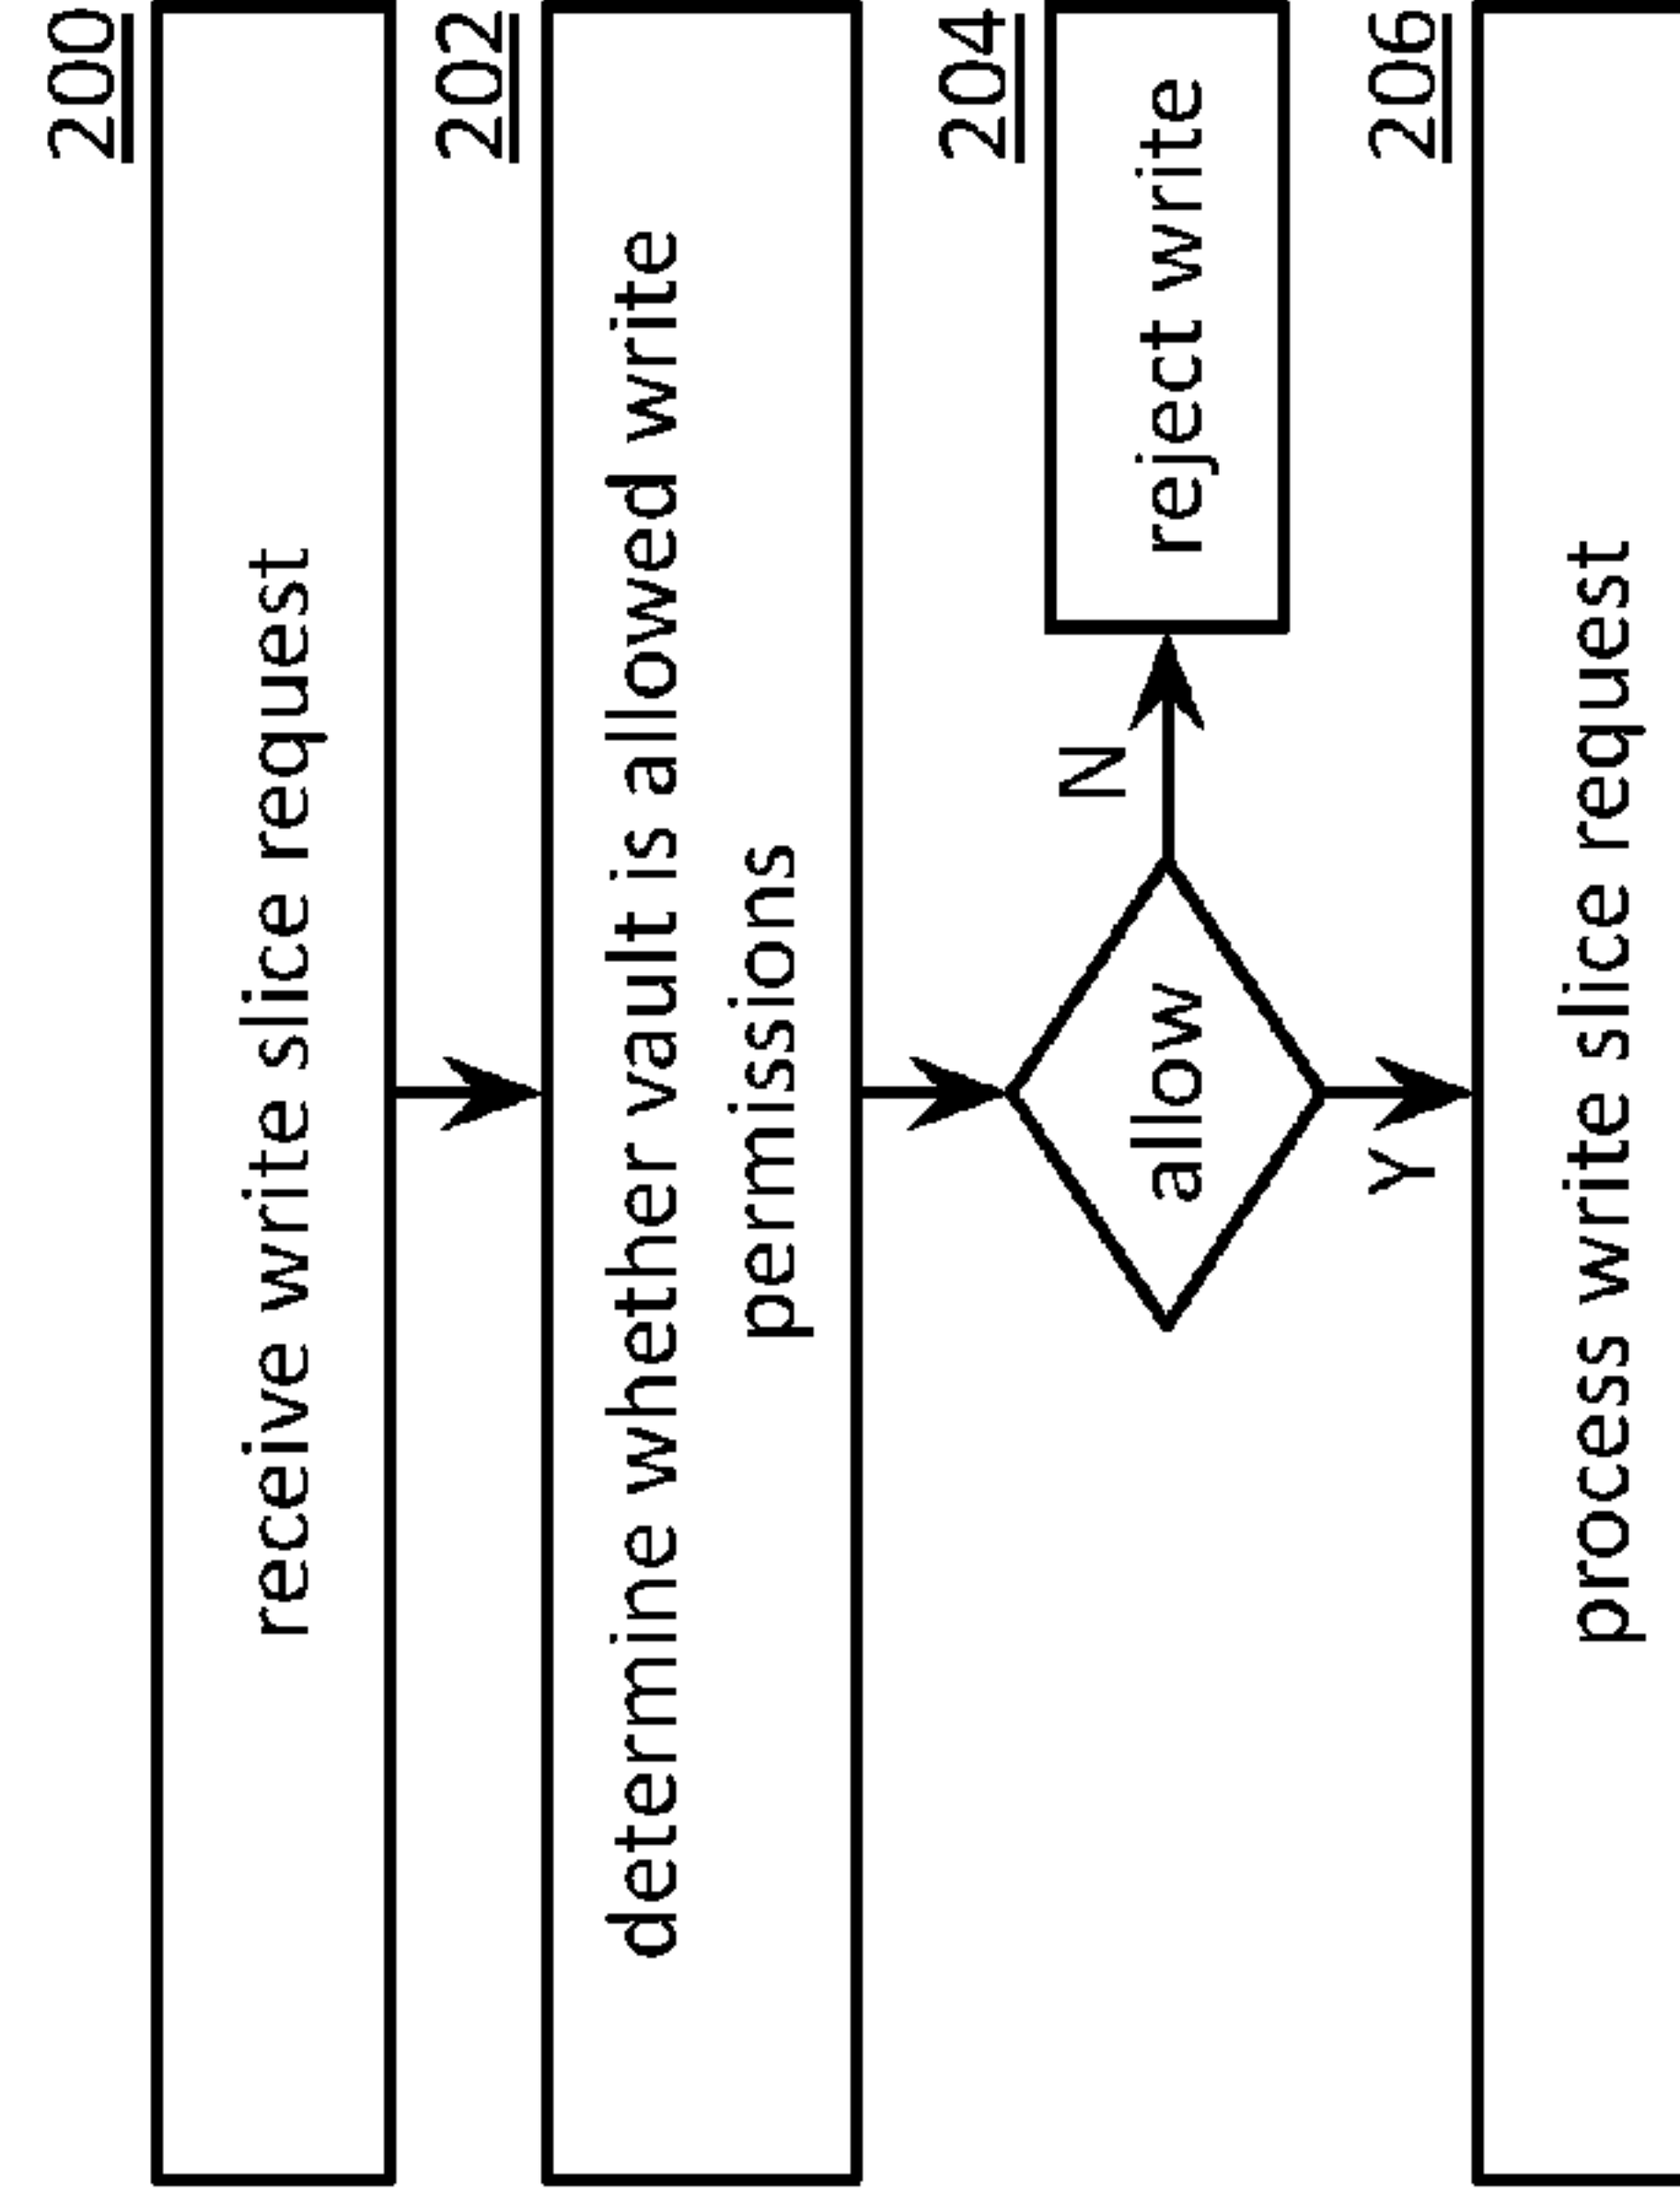 200
receive write slice request
202
determine whether vault is allowed write
permissions
204
allow
N
reject write
Y
206
process write slice request